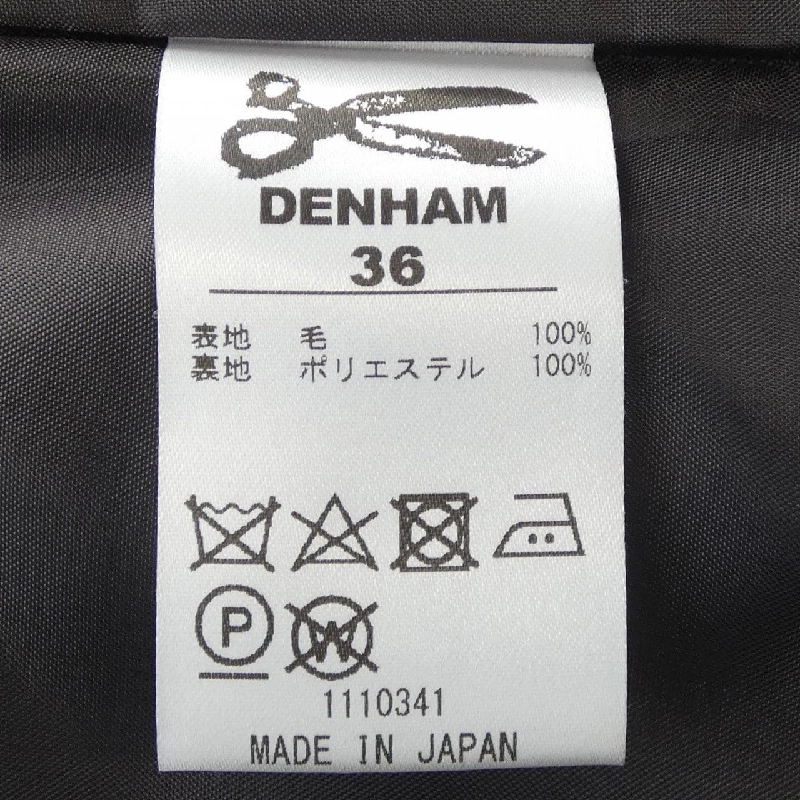 DENHAM
36
表地 毛 100%
裏地 ポリエステル 100%
P W
1110341
MADE IN JAPAN